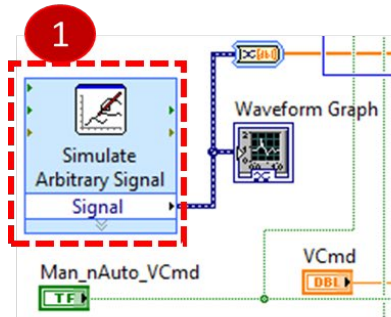 1
Waveform Graph
Simulate
Arbitrary Signal
Signal
Man_nAuto_VCmd
TF
VCmd
DBL